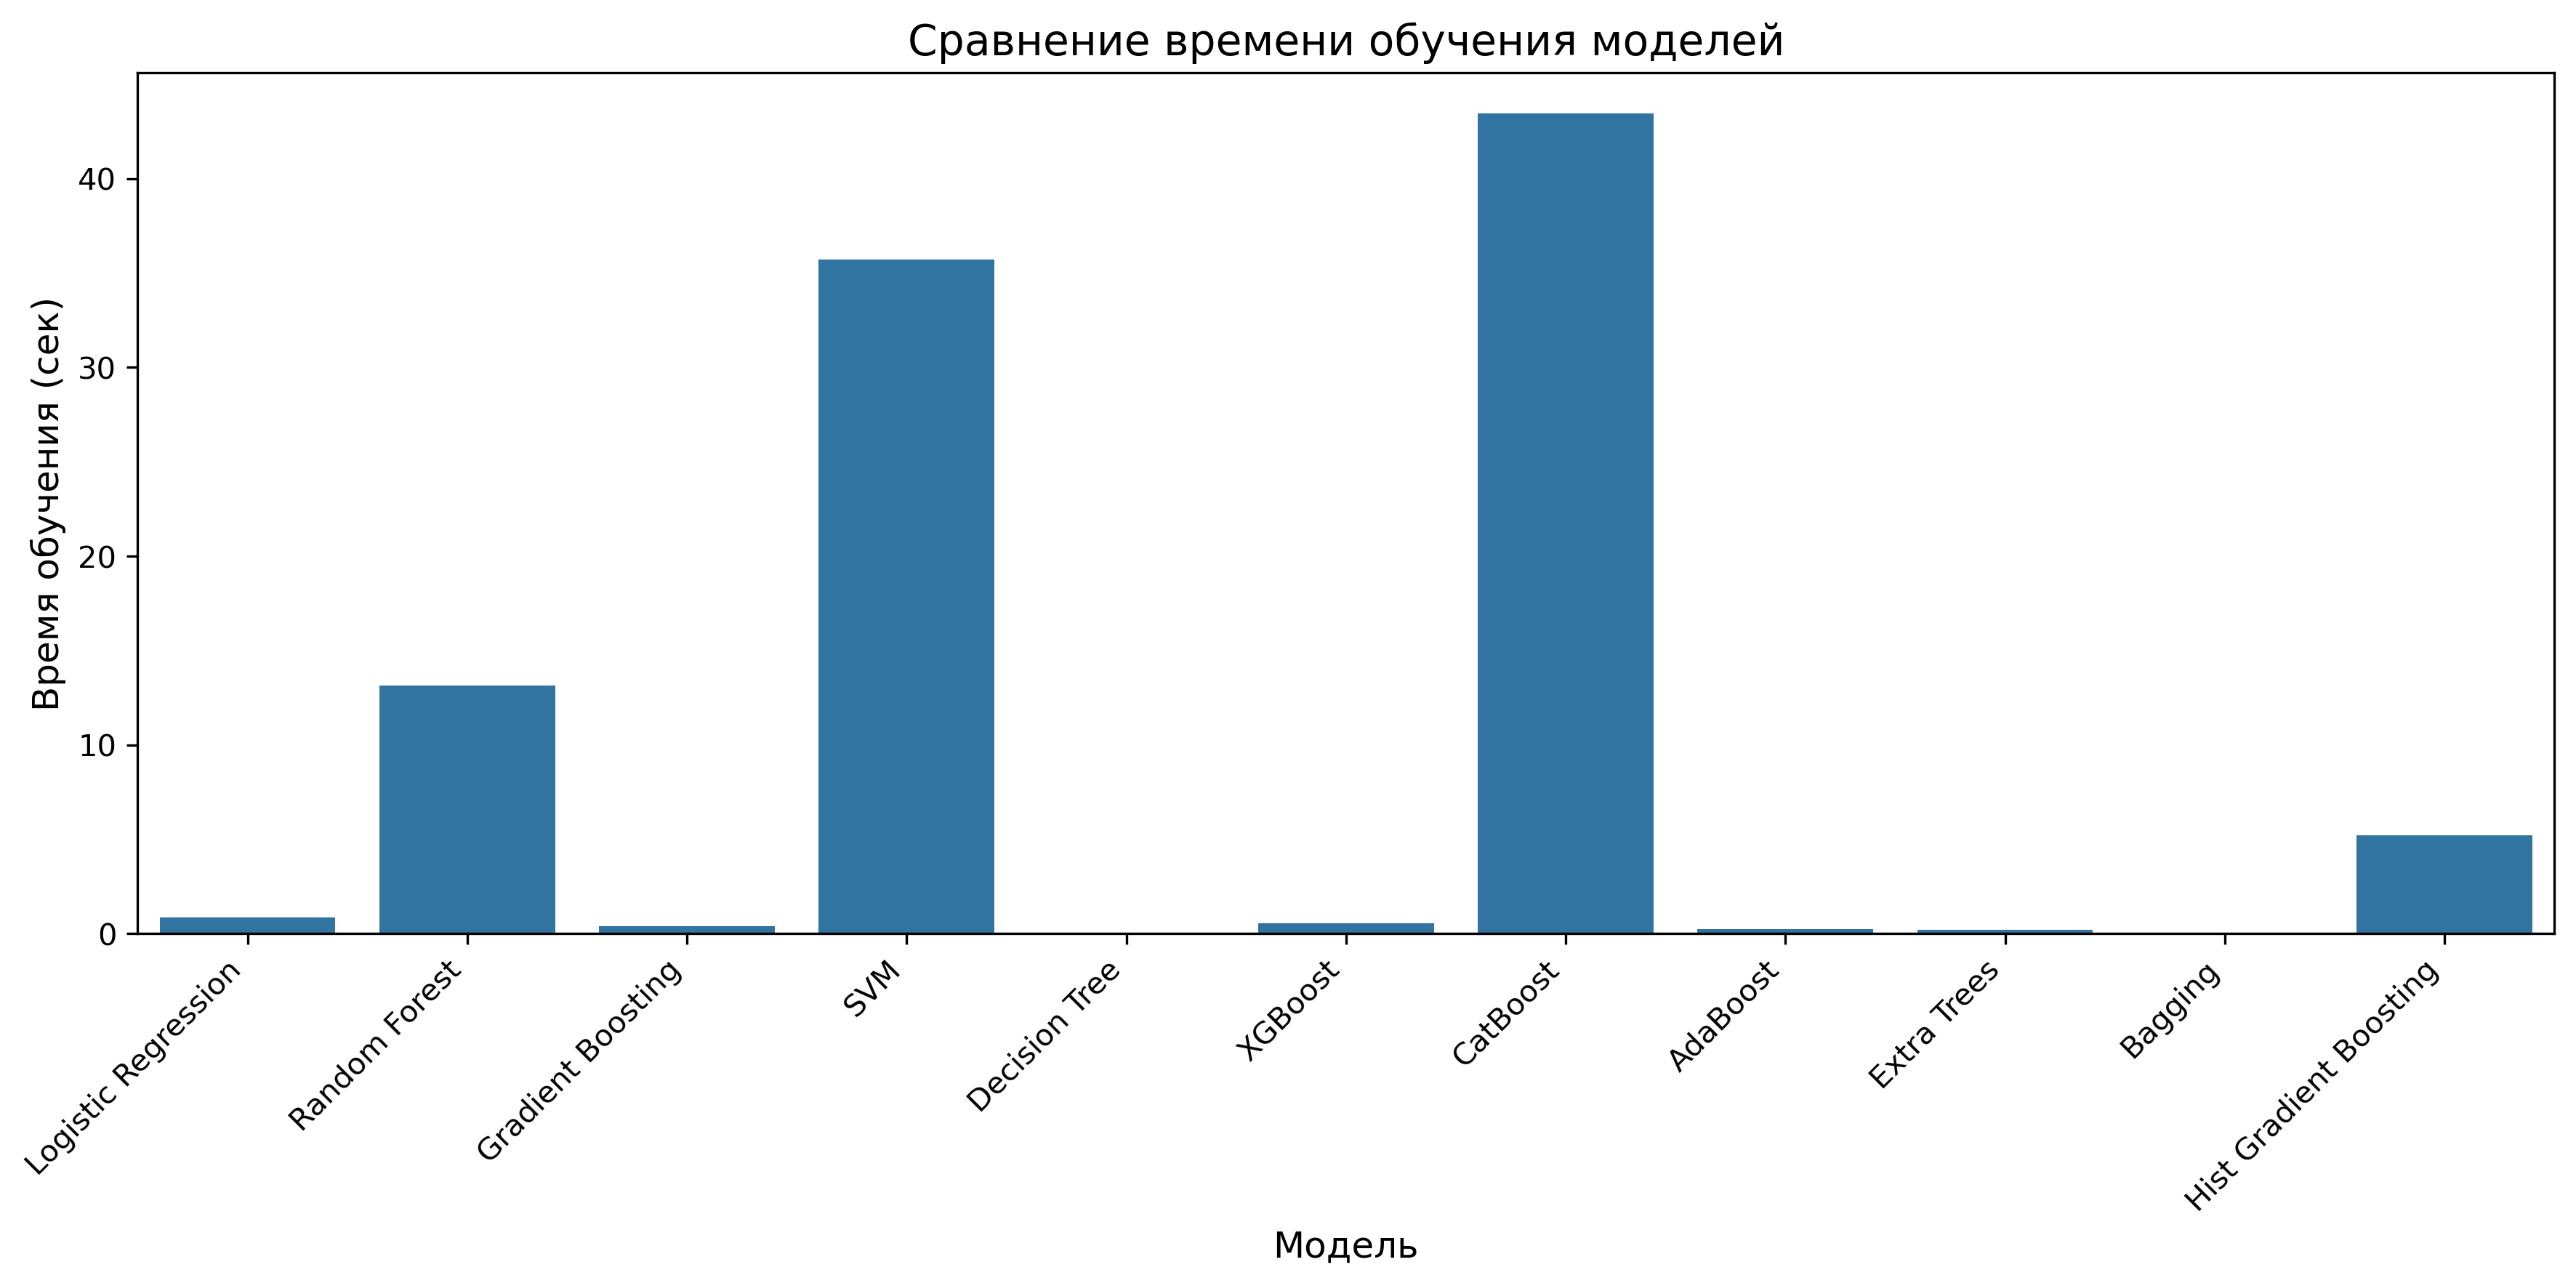 Сравнение времени обучения моделей
Время обучения (сек)
40
30
20
10
0
Logistic Regression
Random Forest
Gradient Boosting
SVM
Decision Tree
XGBoost
CatBoost
AdaBoost
Extra Trees
Bagging
Hist Gradient Boosting
Модель